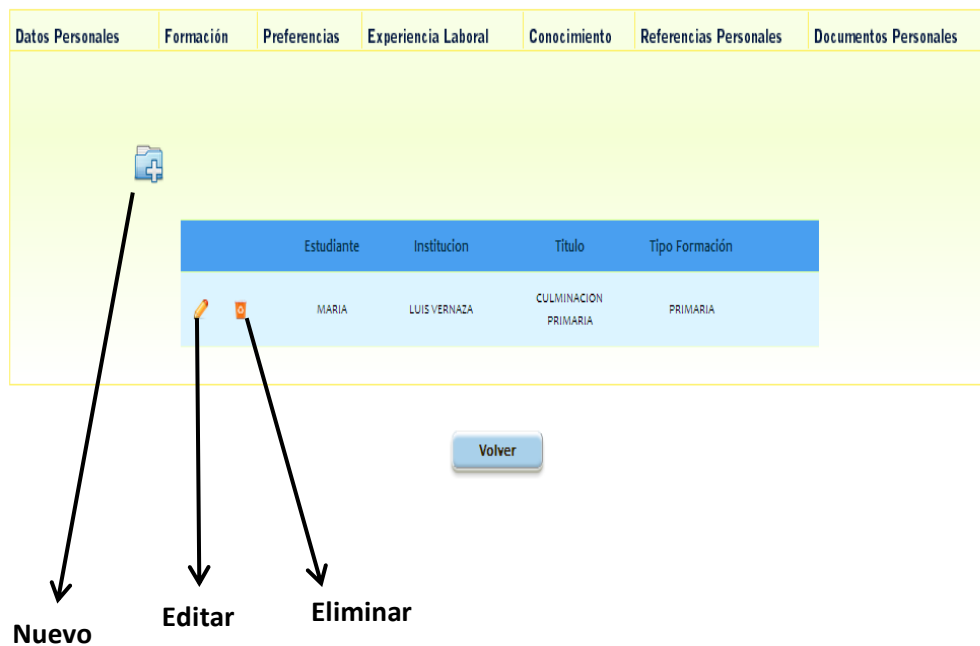 Datos Personales Formación Preferencias Experiencia Laboral Conocimiento Referencias Personales Documentos Personales
Estudiante Institucion Titulo Tipo Formación
MARIA LUIS VERNAZA CULMINACION PRIMARIA PRIMARIA
Volver
Nuevo Editar Eliminar